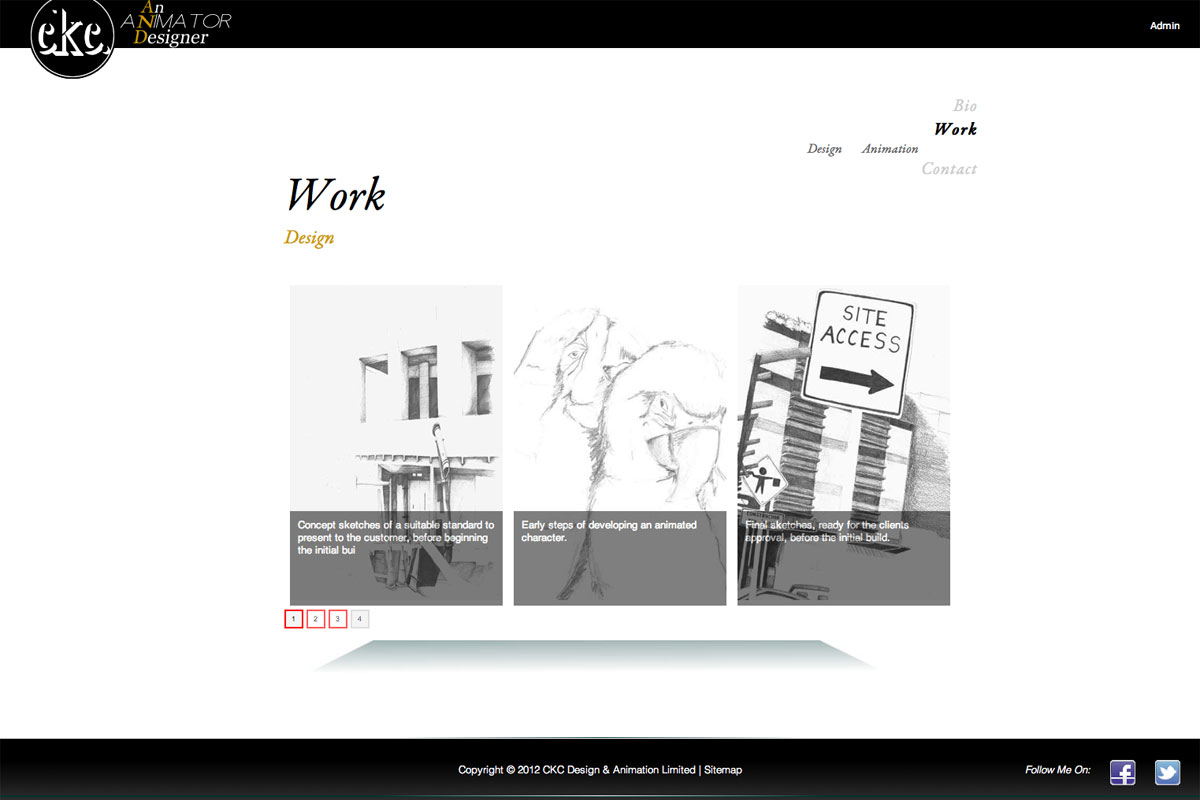 ckc
An
ANIMATOR
Designer
Admin
Bio
Work
Design Animation
Contact
Work
Design
SITE
ACCESS
Concept sketches of a suitable standard to
present to the customer, before beginning
the initial bui
Early steps of developing an animated
character.
Final sketches, ready for the clients
approval, before the initial build.
1 2 3 4
Copyright © 2012 CKC Design & Animation Limited | Sitemap
Follow Me On: